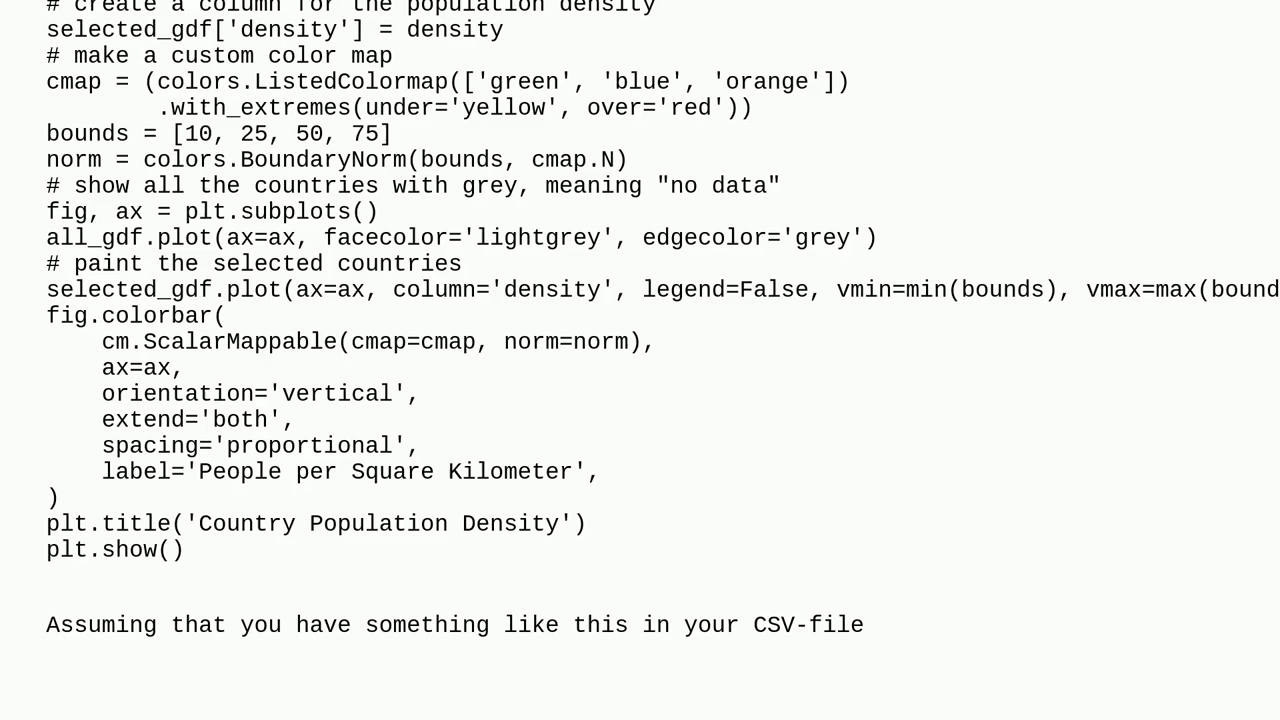 # create a column for the population density
selected_gdf['density'] = density
# make a custom color map
cmap = (colors.ListedColormap(['green', 'blue', 'orange'])
        .with_extremes(under='yellow', over='red'))
bounds = [10, 25, 50, 75]
norm = colors.BoundaryNorm(bounds, cmap.N)
# show all the countries with grey, meaning "no data"
fig, ax = plt.subplots()
all_gdf.plot(ax=ax, facecolor='lightgrey', edgecolor='grey')
# paint the selected countries
selected_gdf.plot(ax=ax, column='density', legend=False, vmin=min(bounds), vmax=max(bound
fig.colorbar(
    cm.ScalarMappable(cmap=cmap, norm=norm),
    ax=ax,
    orientation='vertical',
    extend='both',
    spacing='proportional',
    label='People per Square Kilometer',
)
plt.title('Country Population Density')
plt.show()
Assuming that you have something like this in your CSV-file